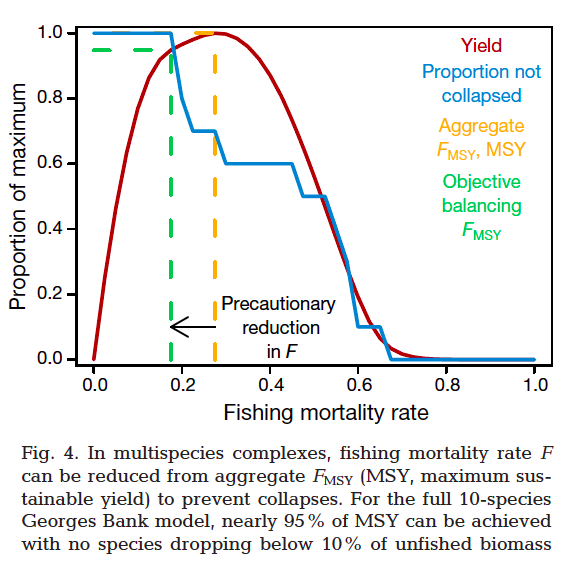 1.0
0.8
0.6
0.4
0.2
0.0
Proportion of maximum
Yield
Proportion not
collapsed
Aggregate
FMSY, MSY
Objective
balancing
FMSY
Precautionary
reduction
in F
0.0 0.2 0.4 0.6 0.8 1.0
Fishing mortality rate
Fig. 4. In multispecies complexes, fishing mortality rate F
can be reduced from aggregate FMSY (MSY, maximum sus-
tainable yield) to prevent collapses. For the full 10-species
Georges Bank model, nearly 95% of MSY can be achieved
with no species dropping below 10% of unfished biomass